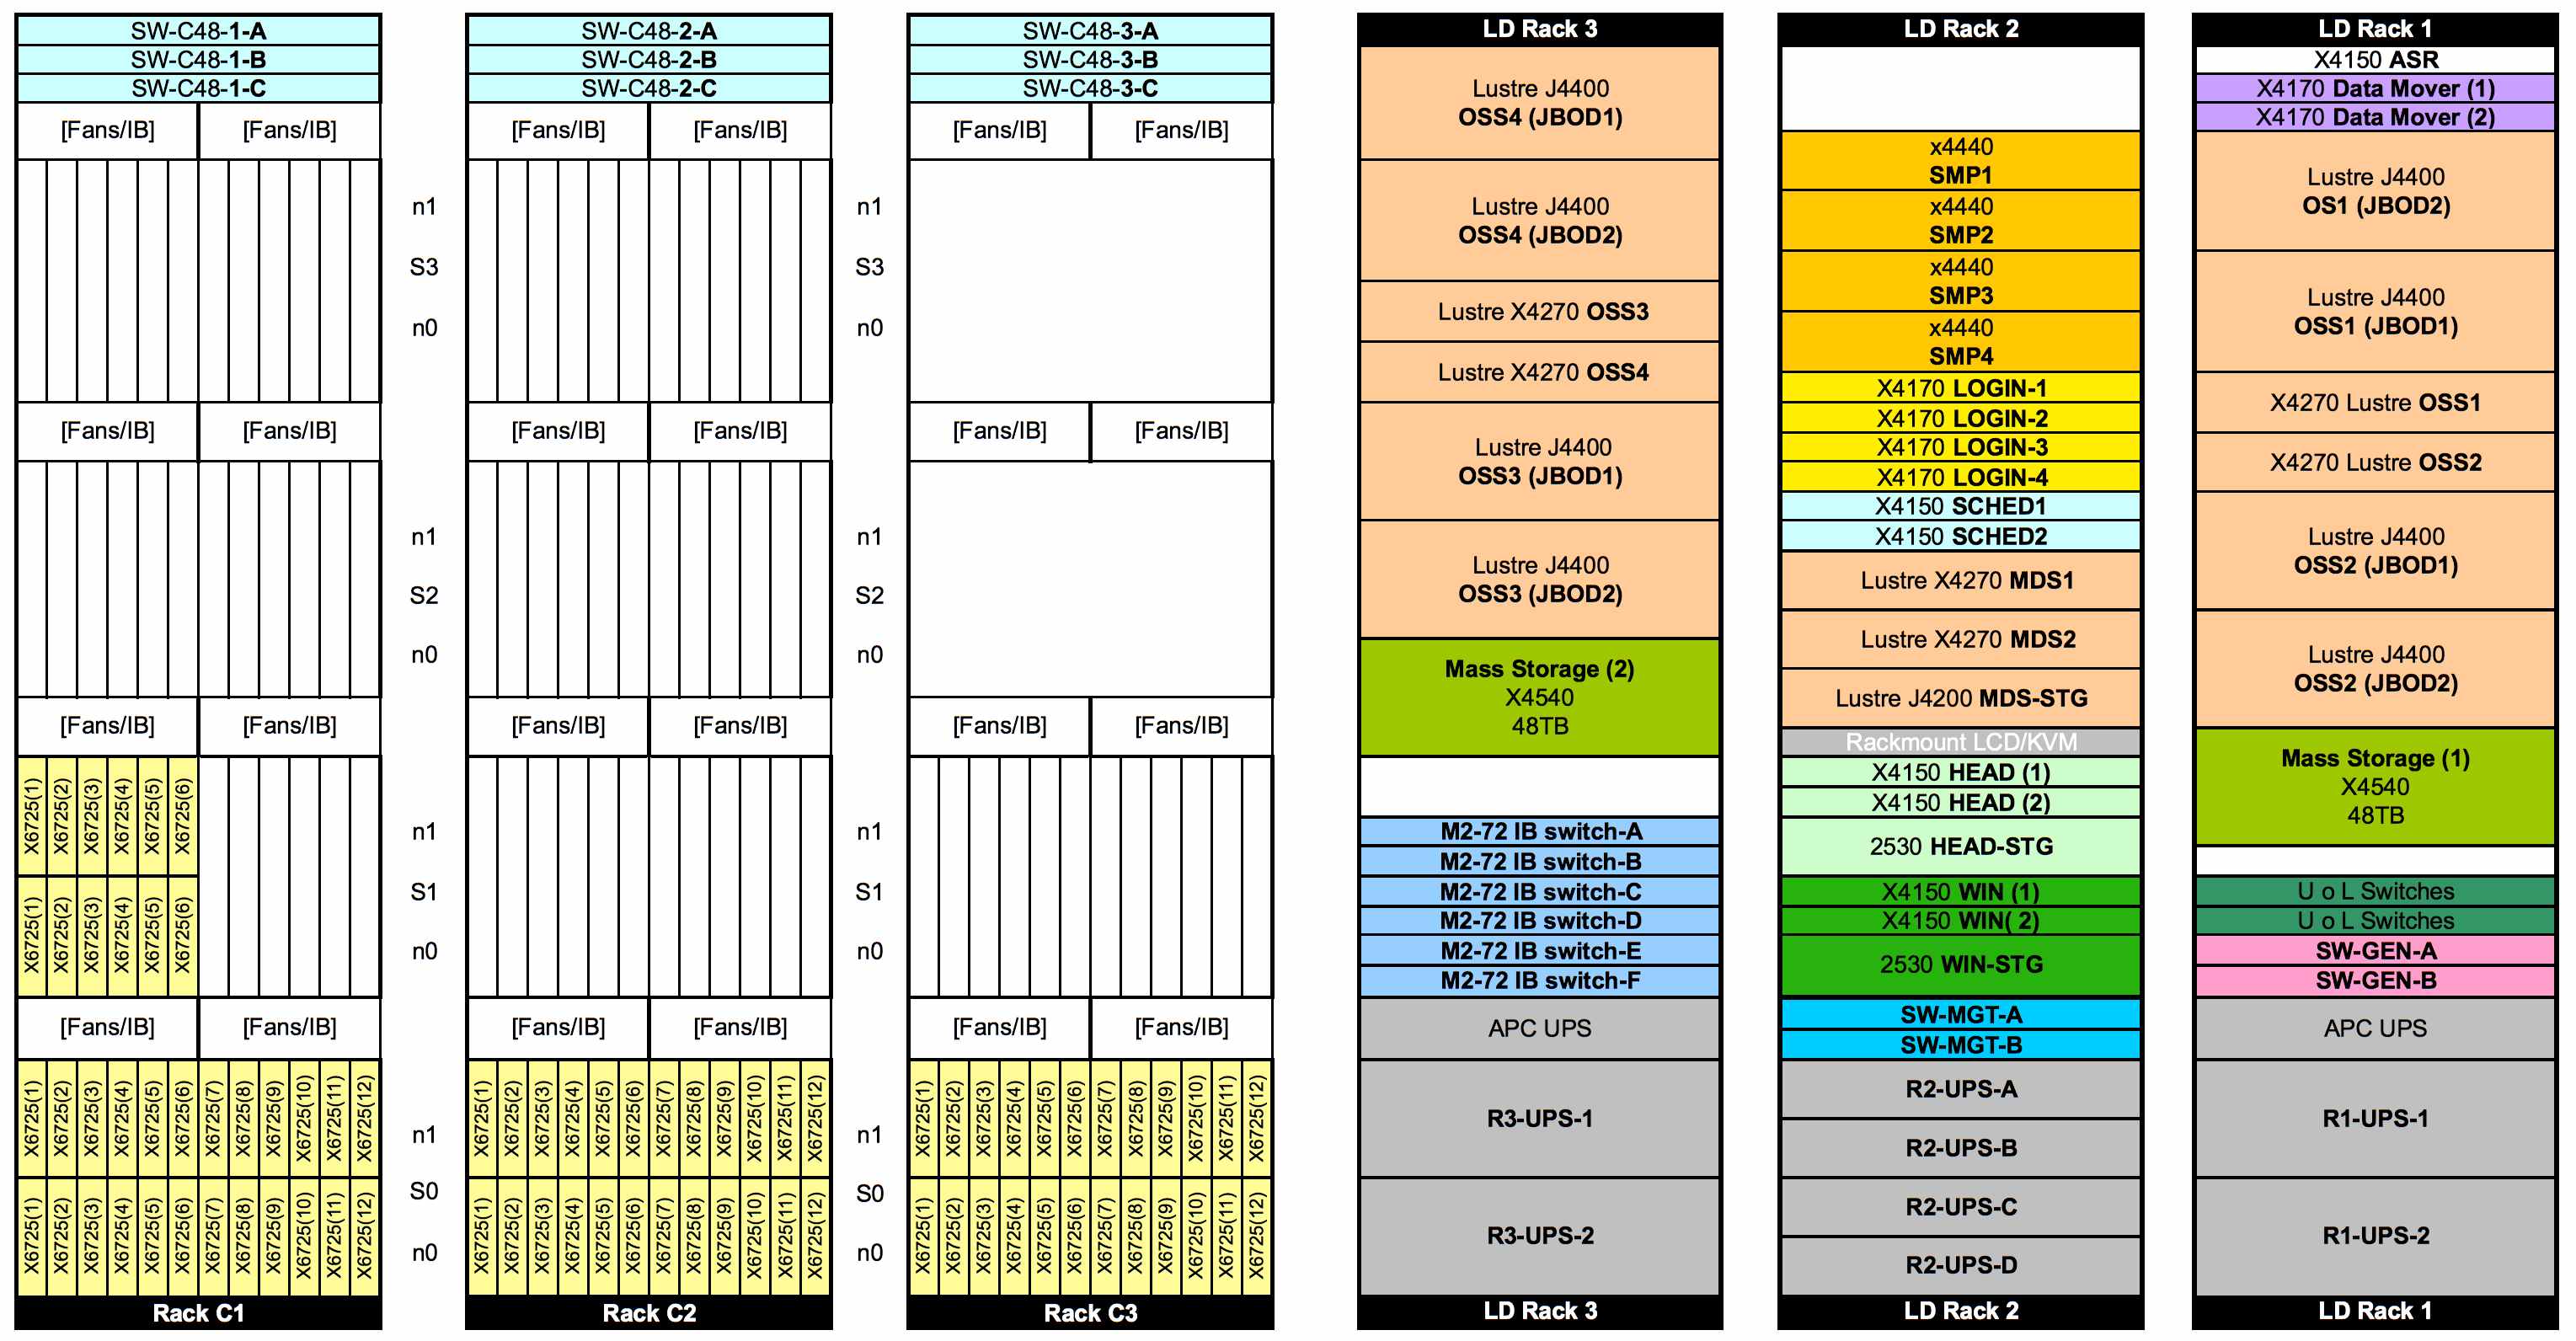 SW-C48-1-A
SW-C48-1-B
SW-C48-1-C
[Fans/IB] [Fans/IB]
[Fans/IB] [Fans/IB]
[Fans/IB] [Fans/IB]
X6725(1) X6725(2) X6725(3) X6725(4) X6725(5) X6725(6)
X6725(1) X6725(2) X6725(3) X6725(4) X6725(5) X6725(6)
[Fans/IB] [Fans/IB]
X6725(1) X6725(2) X6725(3) X6725(4) X6725(5) X6725(6) X6725(7) X6725(8) X6725(9) X6725(10) X6725(11) X6725(12)
X6725(1) X6725(2) X6725(3) X6725(4) X6725(5) X6725(6) X6725(7) X6725(8) X6725(9) X6725(10) X6725(11) X6725(12)
Rack C1
n1
S3
n0
n1
S2
n0
n1
S1
n0
n1
S0
n0
SW-C48-2-A
SW-C48-2-B
SW-C48-2-C
[Fans/IB] [Fans/IB]
[Fans/IB] [Fans/IB]
[Fans/IB] [Fans/IB]
[Fans/IB] [Fans/IB]
X6725(1) X6725(2) X6725(3) X6725(4) X6725(5) X6725(6) X6725(7) X6725(8) X6725(9) X6725(10) X6725(11) X6725(12)
X6725(1) X6725(2) X6725(3) X6725(4) X6725(5) X6725(6) X6725(7) X6725(8) X6725(9) X6725(10) X6725(11) X6725(12)
Rack C2
n1
S3
n0
n1
S2
n0
n1
S1
n0
n1
S0
n0
SW-C48-3-A
SW-C48-3-B
SW-C48-3-C
[Fans/IB] [Fans/IB]
[Fans/IB] [Fans/IB]
[Fans/IB] [Fans/IB]
[Fans/IB] [Fans/IB]
X6725(1) X6725(2) X6725(3) X6725(4) X6725(5) X6725(6) X6725(7) X6725(8) X6725(9) X6725(10) X6725(11) X6725(12)
X6725(1) X6725(2) X6725(3) X6725(4) X6725(5) X6725(6) X6725(7) X6725(8) X6725(9) X6725(10) X6725(11) X6725(12)
Rack C3
LD Rack 3
Lustre J4400
OSS4 (JBOD1)
Lustre J4400
OSS4 (JBOD2)
Lustre X4270 OSS3
Lustre X4270 OSS4
Lustre J4400
OSS3 (JBOD1)
Lustre J4400
OSS3 (JBOD2)
Mass Storage (2)
X4540
48TB
M2-72 IB switch-A
M2-72 IB switch-B
M2-72 IB switch-C
M2-72 IB switch-D
M2-72 IB switch-E
M2-72 IB switch-F
APC UPS
R3-UPS-1
R3-UPS-2
LD Rack 3
LD Rack 2
x4440
SMP1
x4440
SMP2
x4440
SMP3
x4440
SMP4
X4170 LOGIN-1
X4170 LOGIN-2
X4170 LOGIN-3
X4170 LOGIN-4
X4150 SCHED1
X4150 SCHED2
Lustre X4270 MDS1
Lustre X4270 MDS2
Lustre J4200 MDS-STG
Rackmount LCD/KVM
X4150 HEAD (1)
X4150 HEAD (2)
2530 HEAD-STG
X4150 WIN (1)
X4150 WIN( 2)
2530 WIN-STG
SW-MGT-A
SW-MGT-B
R2-UPS-A
R2-UPS-B
R2-UPS-C
R2-UPS-D
LD Rack 2
LD Rack 1
X4150 ASR
X4170 Data Mover (1)
X4170 Data Mover (2)
Lustre J4400
OS1 (JBOD2)
Lustre J4400
OSS1 (JBOD1)
X4270 Lustre OSS1
X4270 Lustre OSS2
Lustre J4400
OSS2 (JBOD1)
Lustre J4400
OSS2 (JBOD2)
Mass Storage (1)
X4540
48TB
U o L Switches
U o L Switches
SW-GEN-A
SW-GEN-B
APC UPS
R1-UPS-1
R1-UPS-2
LD Rack 1